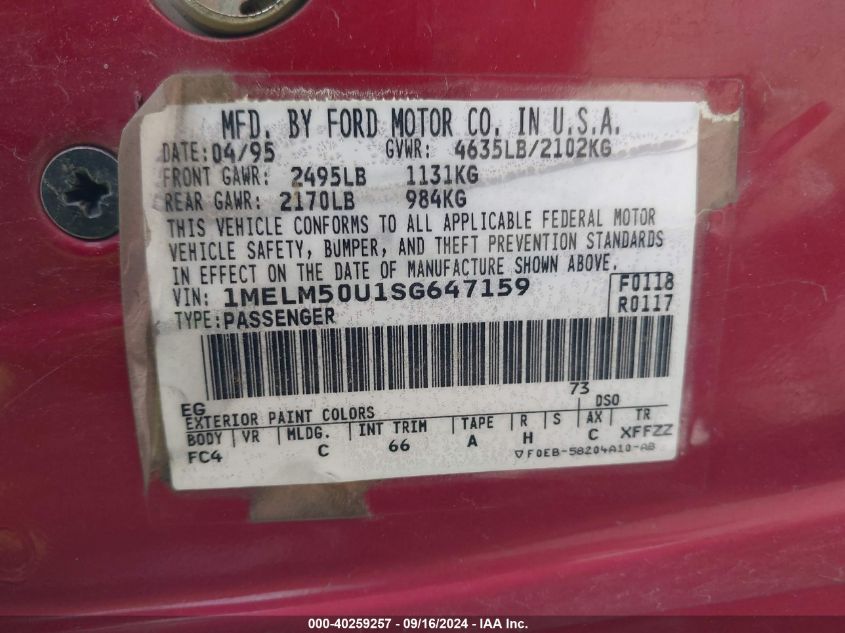 MFD. BY FORD MOTOR CO. IN U.S.A.
DATE: 04/95 GVWR: 4635LB/2102KG
FRONT GAWR: 2495LB 1131KG
REAR GAWR: 2170LB 984KG
THIS VEHICLE CONFORMS TO ALL APPLICABLE FEDERAL MOTOR
VEHICLE SAFETY, BUMPER, AND THEFT PREVENTION STANDARDS
IN EFFECT ON THE DATE OF MANUFACTURE SHOWN ABOVE.
VIN: 1MELM50U1SG647159 F0118
TYPE: PASSENGER R0117
73
EG DSO
EXTERIOR PAINT COLORS
BODY VR MLDG. INT TRIM TAPE R S AX TR
FC4 C 66 A H C XFFZZ
▽F0EB-58204A10-AB
000-40259257 - 09/16/2024 - IAAI Inc.